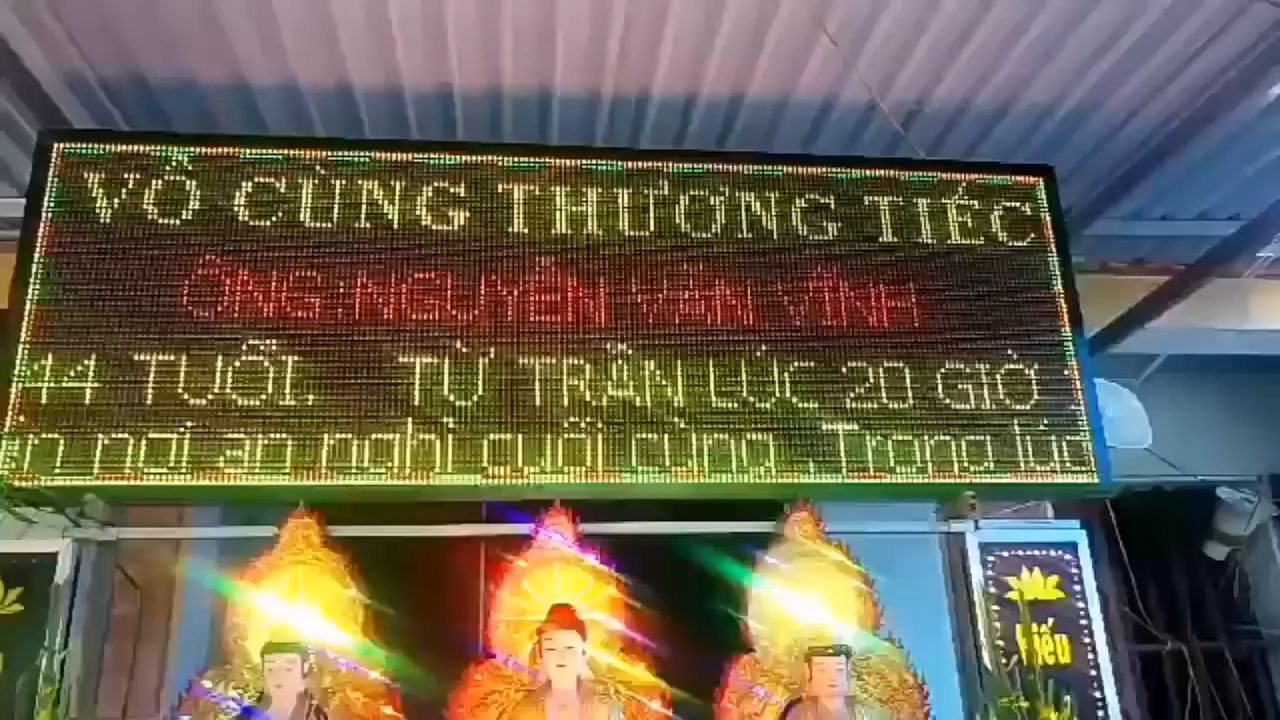 VÔ CÙNG THƯƠNG TIẾC
ÔNG :NGUYỄN VĂN VĨNH
44 TUỔI. TỪ TRẦN LÚC 20 GIỜ
nơi an nghỉ cuối cùng .Trong lúc
hiếu